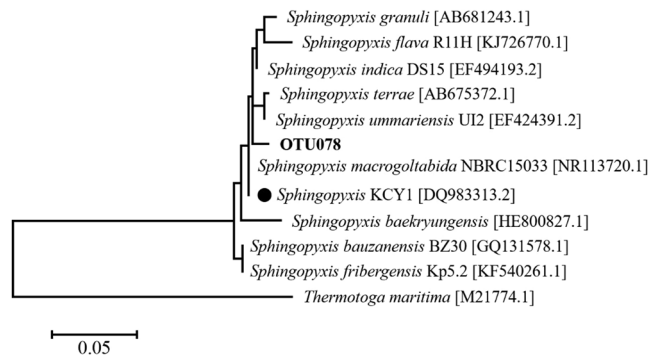 Sphingopyxis granuli [AB681243.1]
Sphingopyxis flava R11H [KJ726770.1]
Sphingopyxis indica DS15 [EF494193.2]
Sphingopyxis terrae [AB675372.1]
Sphingopyxis ummariensis UI2 [EF424391.2]
OTU078
Sphingopyxis macrogoltabida NBRC15033 [NR113720.1]
Sphingopyxis KCY1 [DQ983313.2]
Sphingopyxis baekryungensis [HE800827.1]
Sphingopyxis bauzanensis BZ30 [GQ131578.1]
Sphingopyxis fribergensis Kp5.2 [KF540261.1]
Thermotoga maritima [M21774.1]
0.05